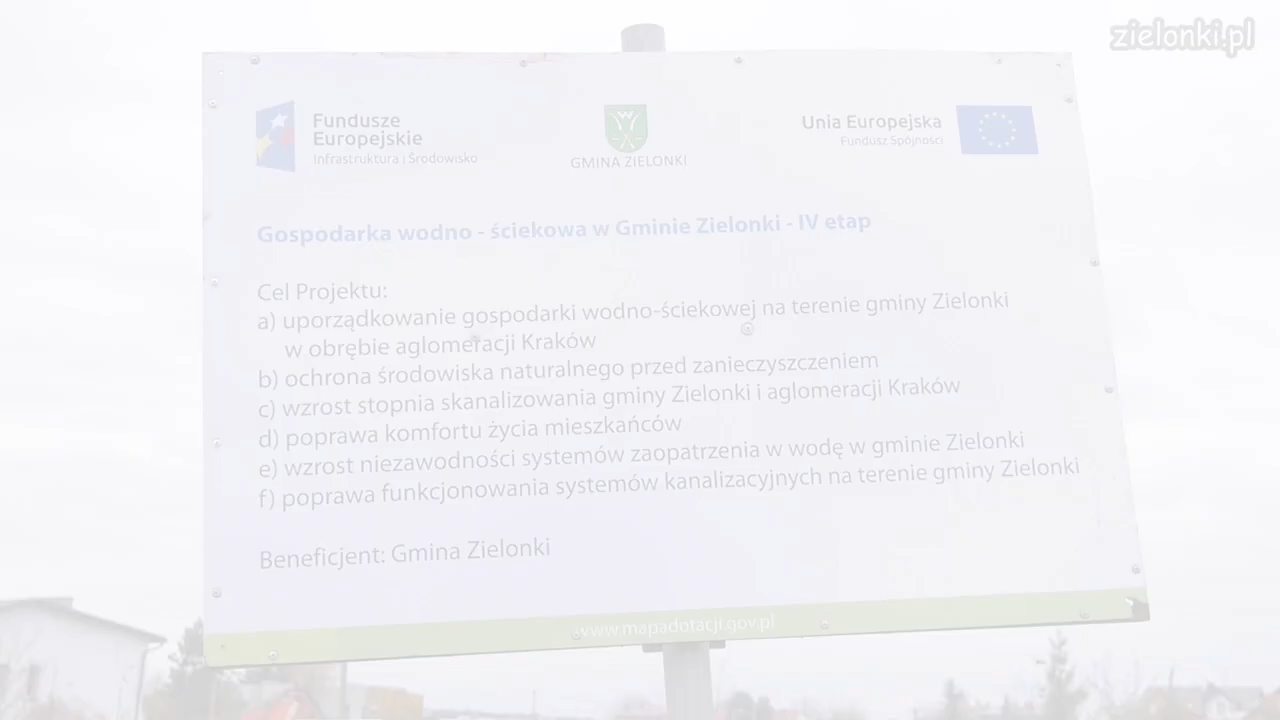 zielonki.pl
Fundusze
Europejskie
Infrastruktura i Środowisko
GMINA ZIELONKI
Unia Europejska
Fundusz Spójności
Gospodarka wodno - ściekowa w Gminie Zielonki - IV etap
Cel Projektu:
a) uporządkowanie gospodarki wodno-ściekowej na terenie gminy Zielonki
w obrębie aglomeracji Kraków
b) ochrona środowiska naturalnego przed zanieczyszczeniem
c) wzrost stopnia skanalizowania gminy Zielonki i aglomeracji Kraków
d) poprawa komfortu życia mieszkańców
e) wzrost niezawodności systemów zaopatrzenia w wodę w gminie Zielonki
f) poprawa funkcjonowania systemów kanalizacyjnych na terenie gminy Zielonki
Beneficjent: Gmina Zielonki
www.mapadotacji.gov.pl